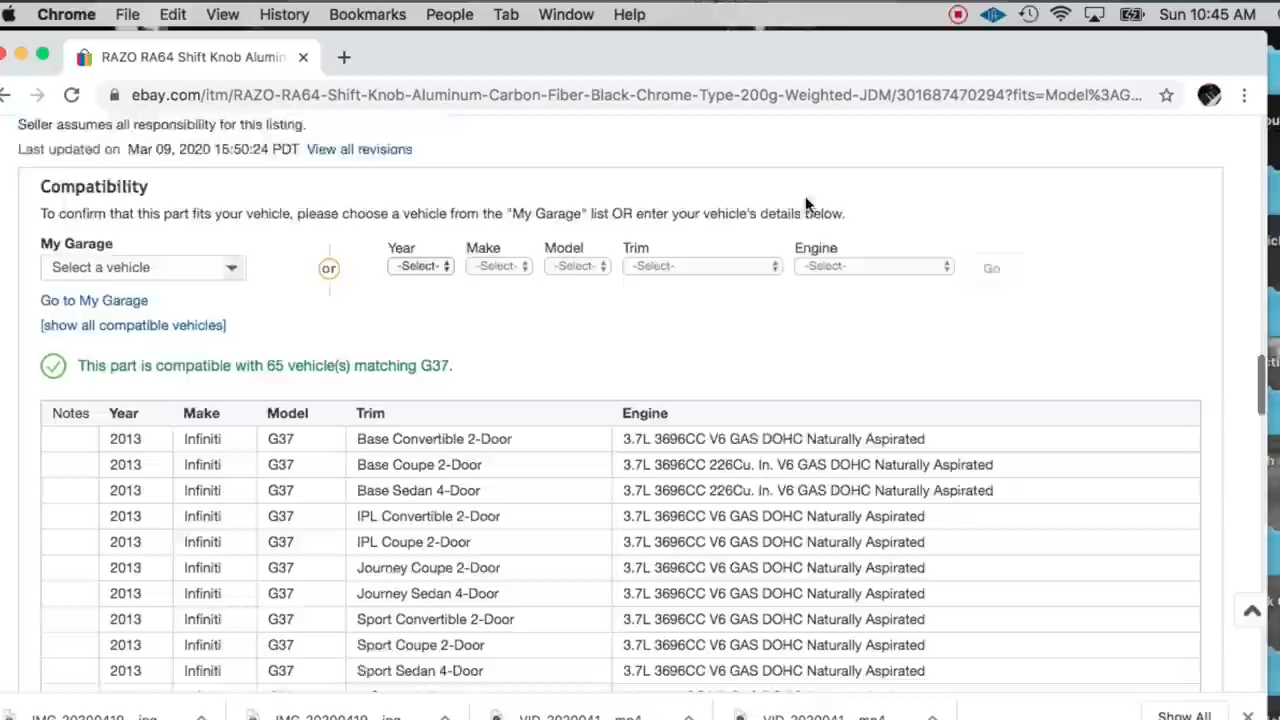 Chrome File Edit View History Bookmarks People Tab Window Help Sun 10:45 AM
RAZO RA64 Shift Knob Alumin
ebay.com/itm/RAZO-RA64-Shift-Knob-Aluminum-Carbon-Fiber-Black-Chrome-Type-200g-Weighted-JDM/301687470294?fits=Model%3AG...
Seller assumes all responsibility for this listing.
Last updated on Mar 09, 2020 15:50:24 PDT View all revisions
Compatibility
To confirm that this part fits your vehicle, please choose a vehicle from the "My Garage" list OR enter your vehicle's details below.
My Garage Year Make Model Trim Engine
Select a vehicle or -Select- -Select- -Select- -Select- -Select- Go
Go to My Garage
[show all compatible vehicles]
This part is compatible with 65 vehicle(s) matching G37.
Notes Year Make Model Trim Engine
2013 Infiniti G37 Base Convertible 2-Door 3.7L 3696CC V6 GAS DOHC Naturally Aspirated
2013 Infiniti G37 Base Coupe 2-Door 3.7L 3696CC 226Cu. In. V6 GAS DOHC Naturally Aspirated
2013 Infiniti G37 Base Sedan 4-Door 3.7L 3696CC 226Cu. In. V6 GAS DOHC Naturally Aspirated
2013 Infiniti G37 IPL Convertible 2-Door 3.7L 3696CC V6 GAS DOHC Naturally Aspirated
2013 Infiniti G37 IPL Coupe 2-Door 3.7L 3696CC V6 GAS DOHC Naturally Aspirated
2013 Infiniti G37 Journey Coupe 2-Door 3.7L 3696CC V6 GAS DOHC Naturally Aspirated
2013 Infiniti G37 Journey Sedan 4-Door 3.7L 3696CC V6 GAS DOHC Naturally Aspirated
2013 Infiniti G37 Sport Convertible 2-Door 3.7L 3696CC V6 GAS DOHC Naturally Aspirated
2013 Infiniti G37 Sport Coupe 2-Door 3.7L 3696CC V6 GAS DOHC Naturally Aspirated
2013 Infiniti G37 Sport Sedan 4-Door 3.7L 3696CC V6 GAS DOHC Naturally Aspirated
Show All